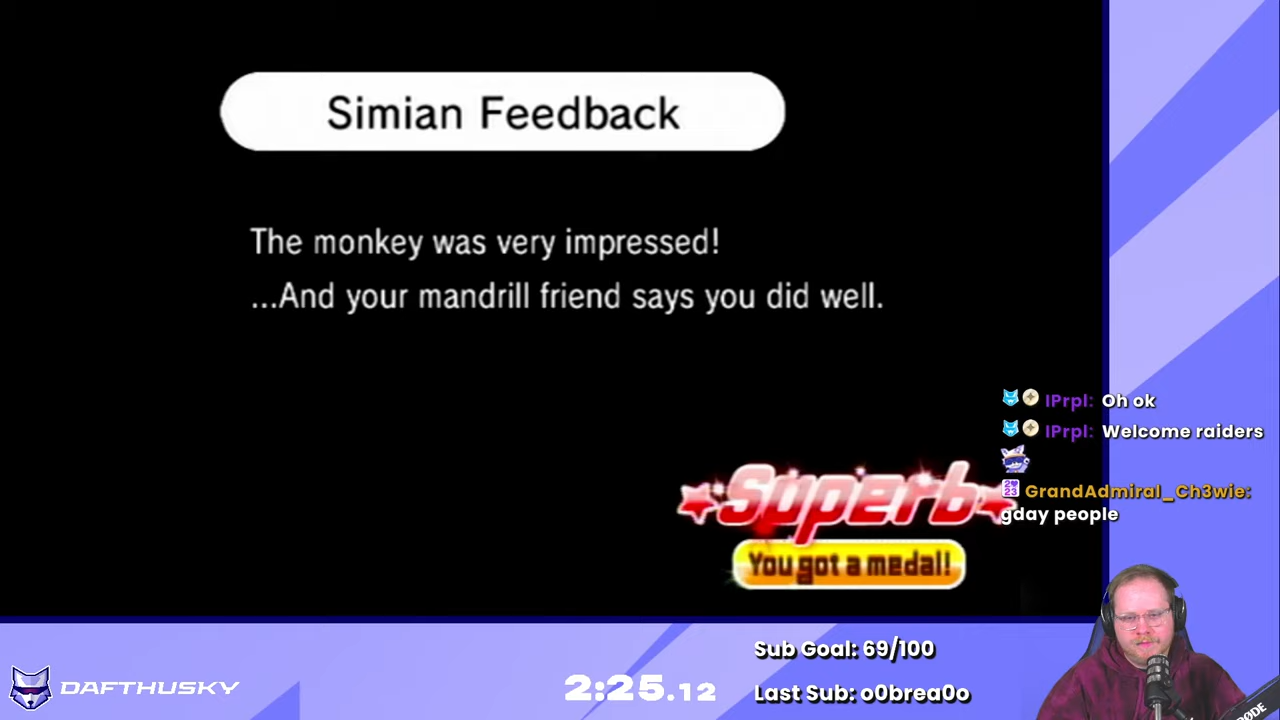 Simian Feedback
The monkey was very impressed!
...And your mandrill friend says you did well.
Superb
You got a medal!
IPrpl: Oh ok
IPrpl: Welcome raiders
GrandAdmiral_Ch3wie:
gday people
DAFTHUSKY
2:25.12
Sub Goal: 69/100
Last Sub: o0brea0o